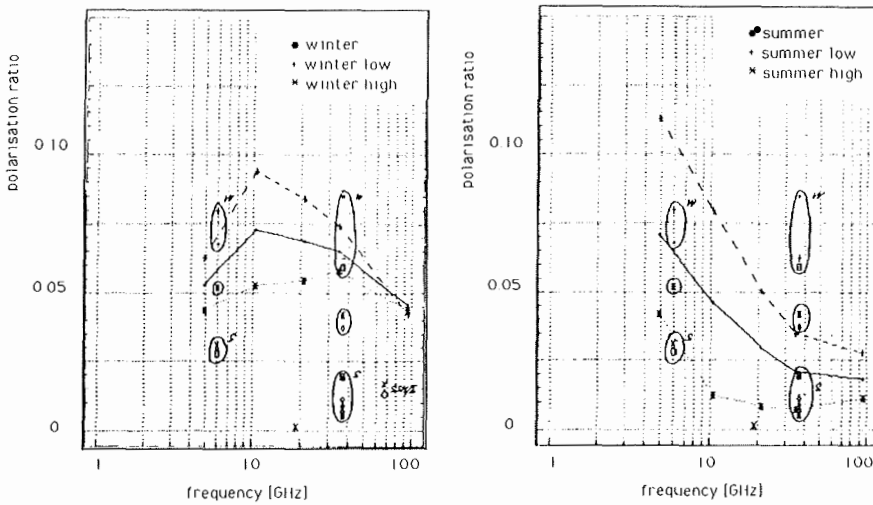 polarisation ratio
winter
winter low
winter high
0.10
0.05
0
W
S
1
10
100
frequency [GHz]
polarisation ratio
summer
summer low
summer high
0.10
0.05
0
W
S
1
10
100
frequency [GHz]